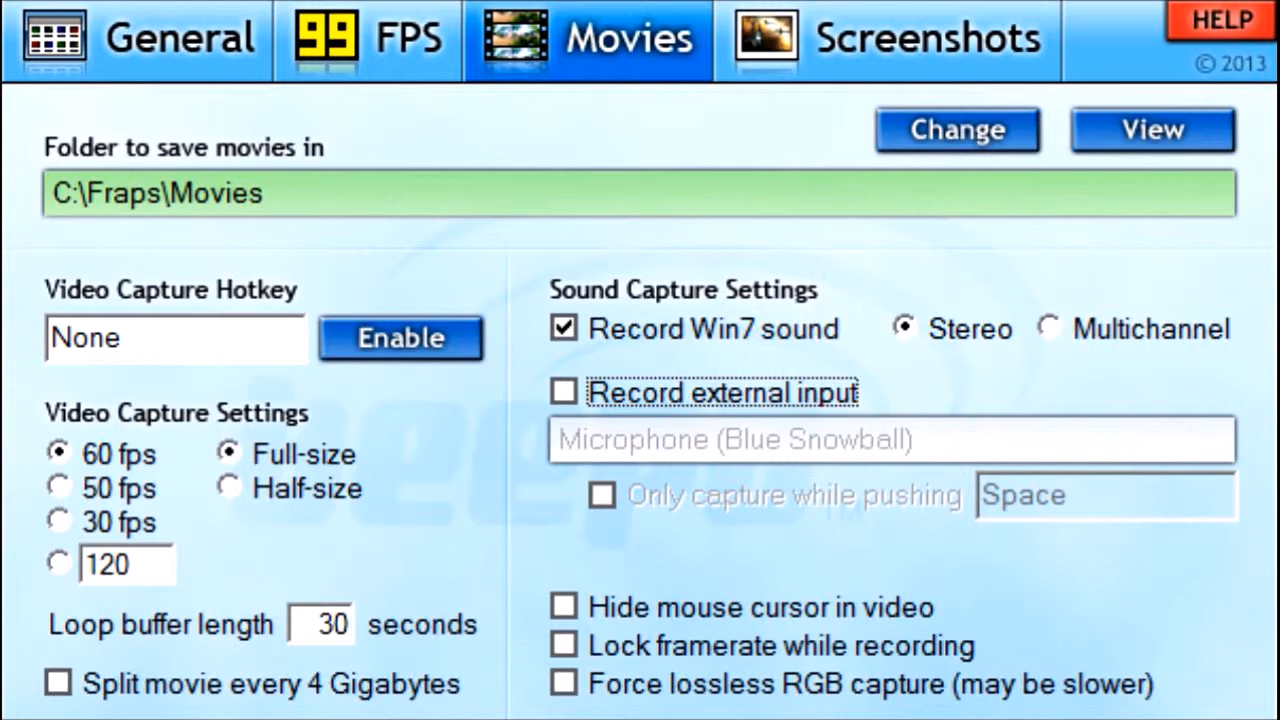 General
99 FPS
Movies
Screenshots
HELP
© 2013
Folder to save movies in
Change
View
C:\Fraps\Movies
Video Capture Hotkey
None
Enable
Video Capture Settings
60 fps
Full-size
50 fps
Half-size
30 fps
120
Loop buffer length 30 seconds
Split movie every 4 Gigabytes
Sound Capture Settings
Record Win7 sound
Stereo
Multichannel
Record external input
Microphone (Blue Snowball)
Only capture while pushing
Space
Hide mouse cursor in video
Lock framerate while recording
Force lossless RGB capture (may be slower)